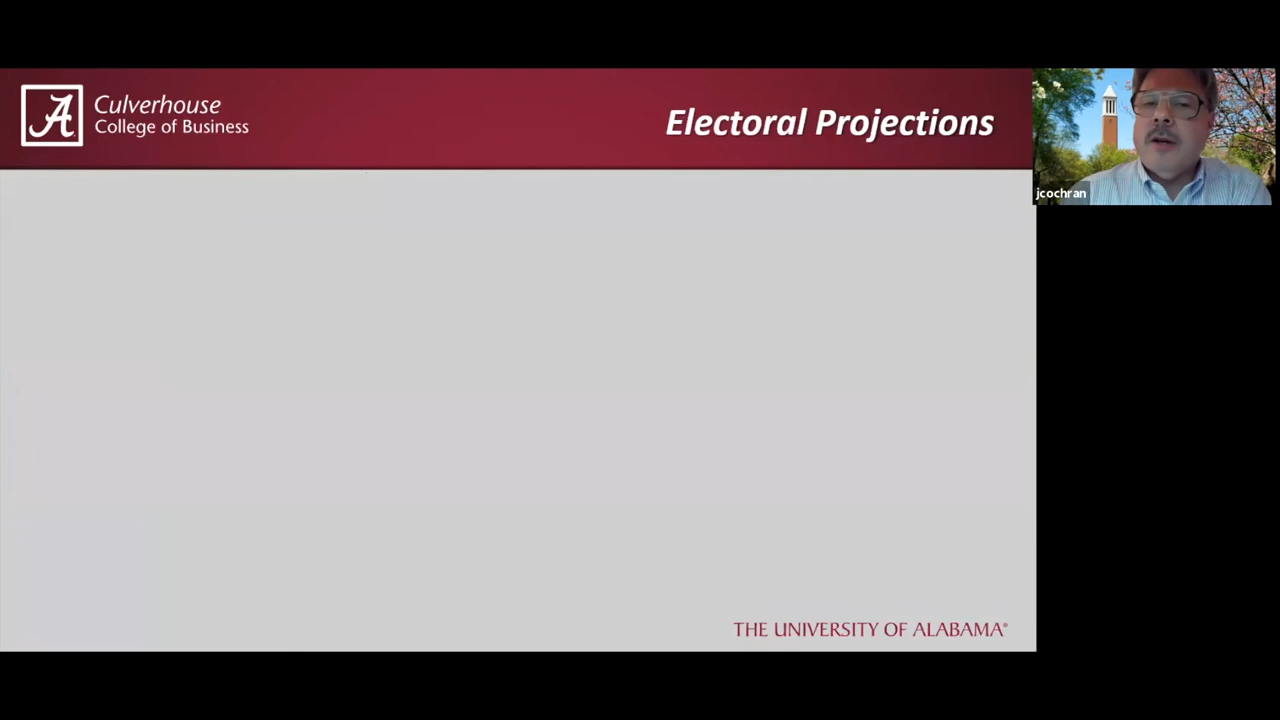 Culverhouse
College of Business
Electoral Projections
jcochran
THE UNIVERSITY OF ALABAMA®